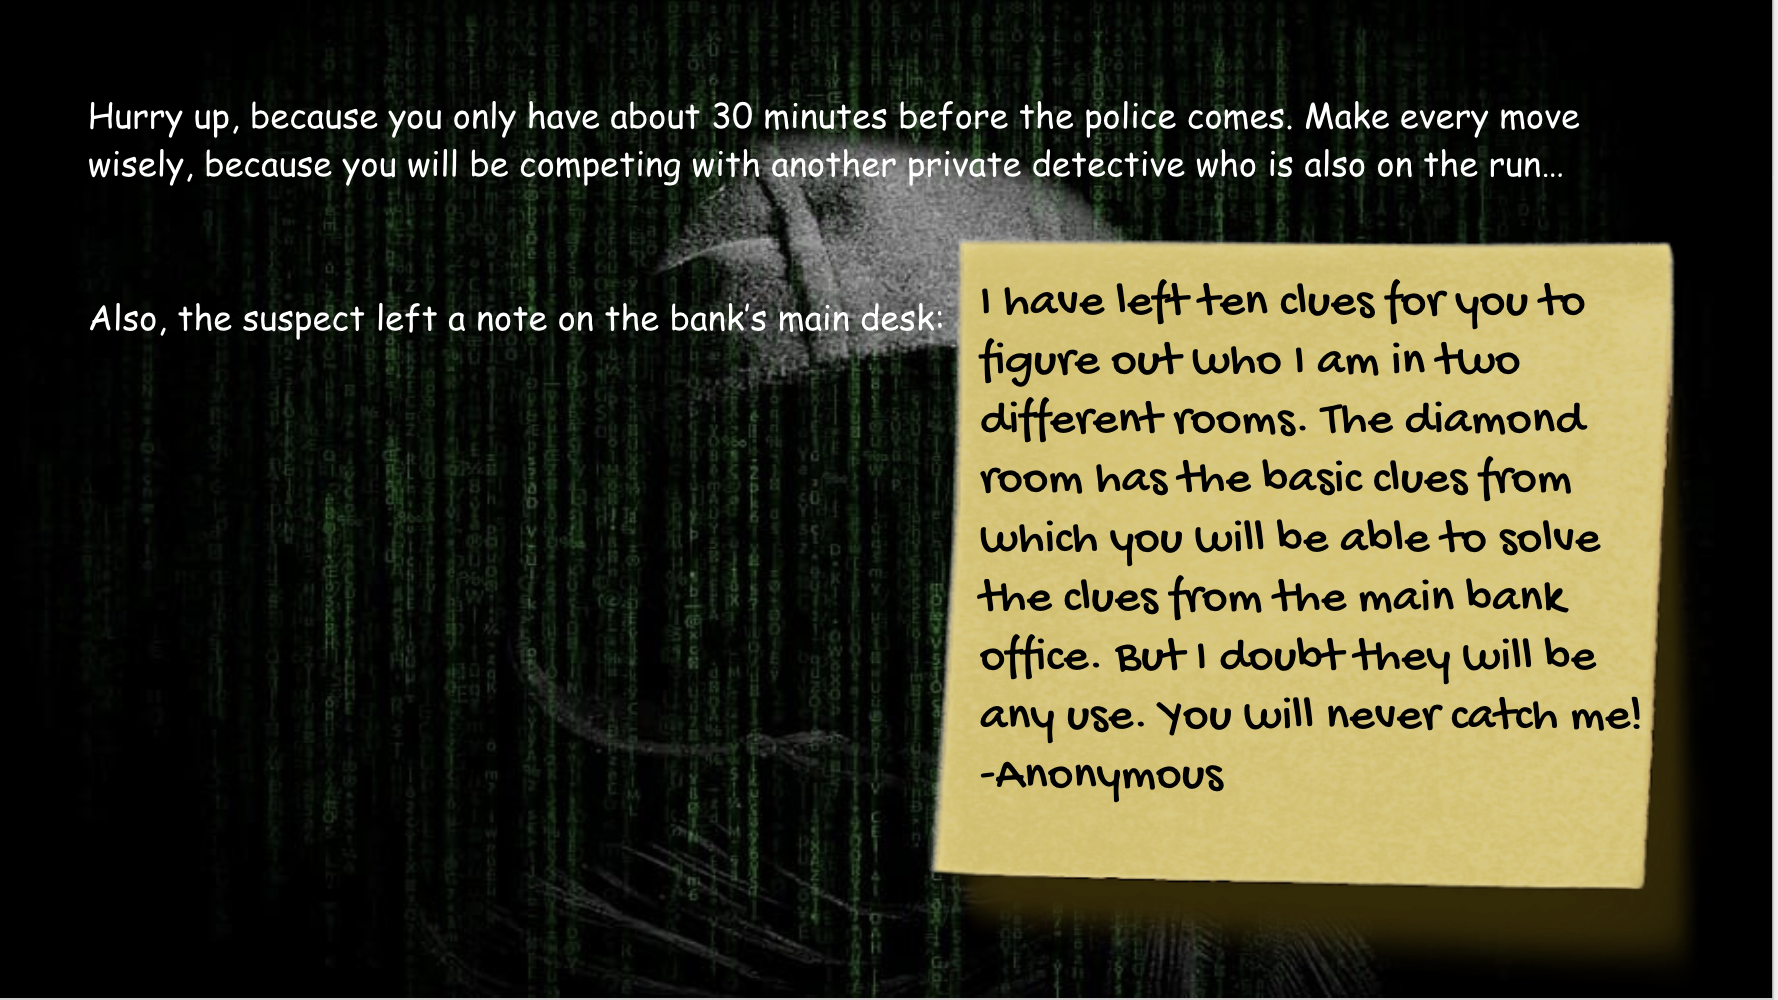 Hurry up, because you only have about 30 minutes before the police comes. Make every move
wisely, because you will be competing with another private detective who is also on the run...
Also, the suspect left a note on the bank's main desk:
I have left ten clues for you to
figure out who I am in two
different rooms. The diamond
room has the basic clues from
which you will be able to solve
the clues from the main bank
office. But I doubt they will be
any use. You will never catch me!
-Anonymous